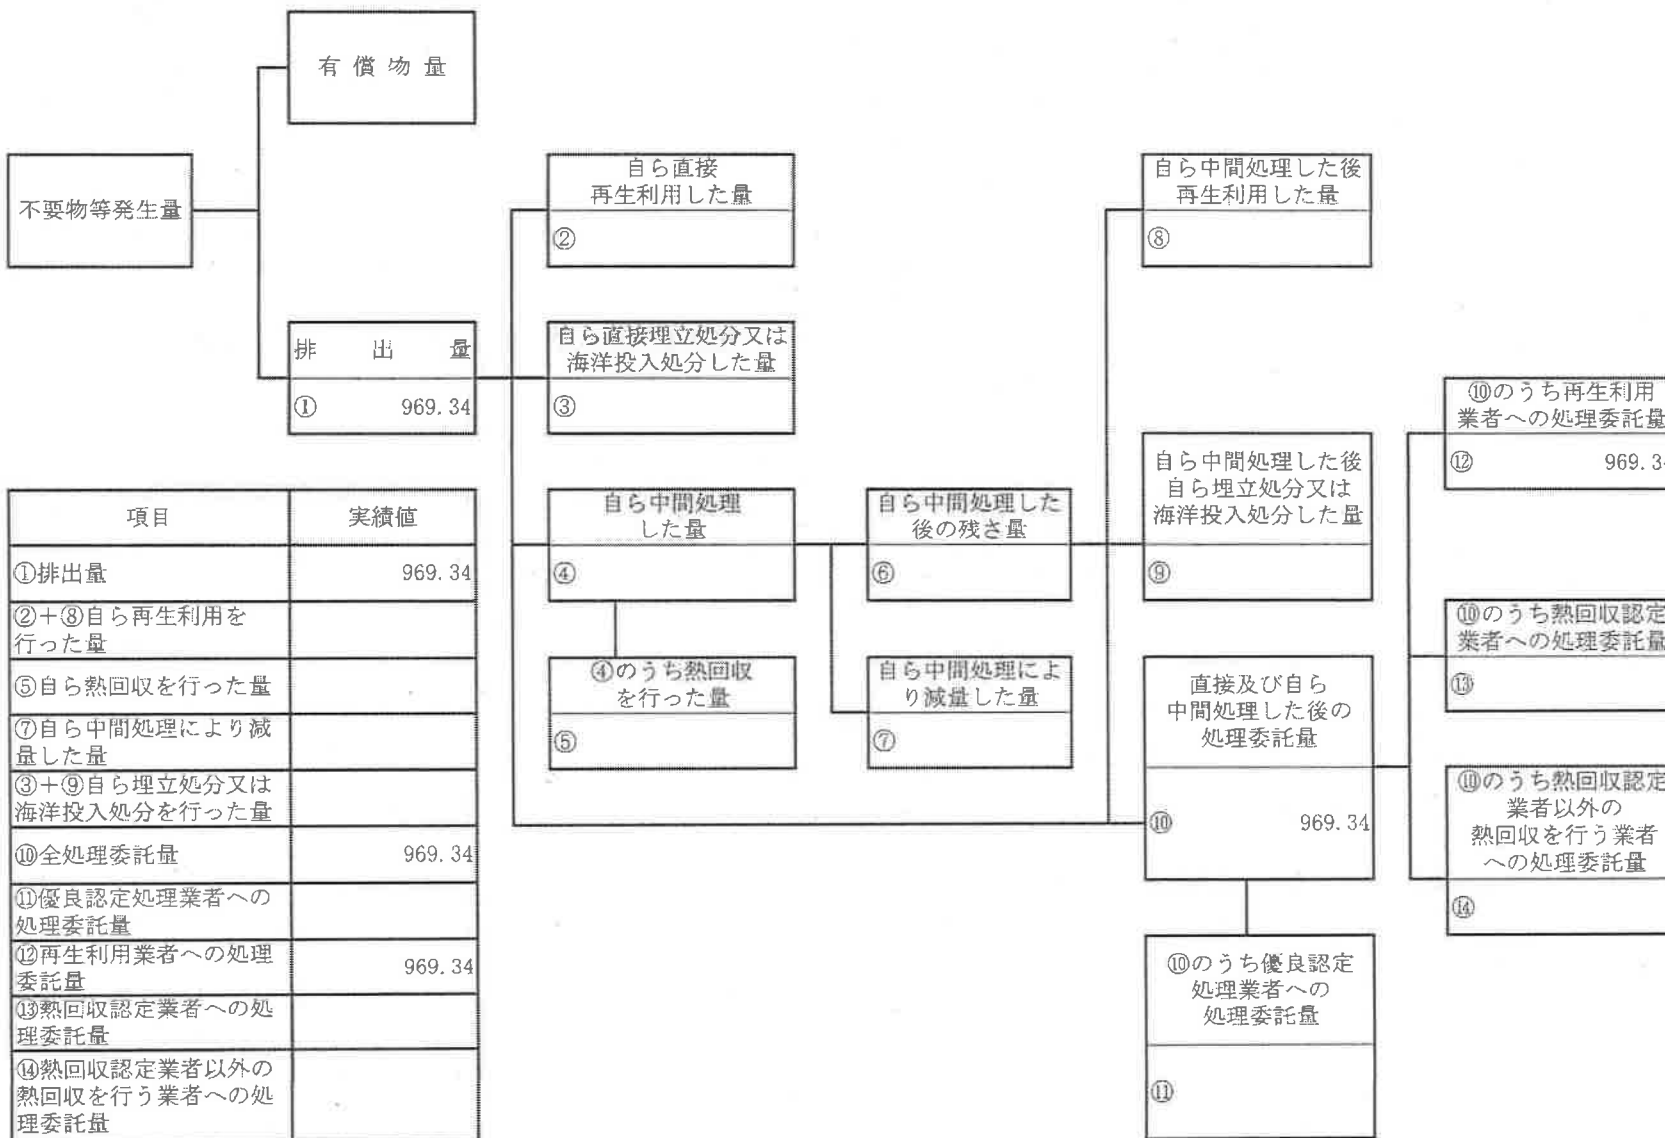 有償物量
不要物等発生量
排出量
① 969.34
自ら直接
再生利用した量
②
自ら直接埋立処分又は
海洋投入処分した量
③
自ら中間処理
した量
④
④のうち熱回収
を行った量
⑤
自ら中間処理した
後の残さ量
⑥
自ら中間処理によ
り減量した量
⑦
自ら中間処理した後
再生利用した量
⑧
自ら中間処理した後
自ら埋立処分又は
海洋投入処分した量
⑨
直接及び自ら
中間処理した後の
処理委託量
⑩ 969.34
⑩のうち優良認定
処理業者への
処理委託量
⑪
⑩のうち再生利用
業者への処理委託量
⑫ 969.34
⑩のうち熱回収認定
業者への処理委託量
⑬
⑩のうち熱回収認定
業者以外の
熱回収を行う業者
への処理委託量
⑭
項目 実績値
①排出量 969.34
②+⑧自ら再生利用を
行った量
⑤自ら熱回収を行った量
⑦自ら中間処理により減
量した量
③+⑨自ら埋立処分又は
海洋投入処分を行った量
⑩全処理委託量 969.34
⑪優良認定処理業者への
処理委託量
⑫再生利用業者への処理
委託量 969.34
⑬熱回収認定業者への処
理委託量
⑭熱回収認定業者以外の
熱回収を行う業者への処
理委託量